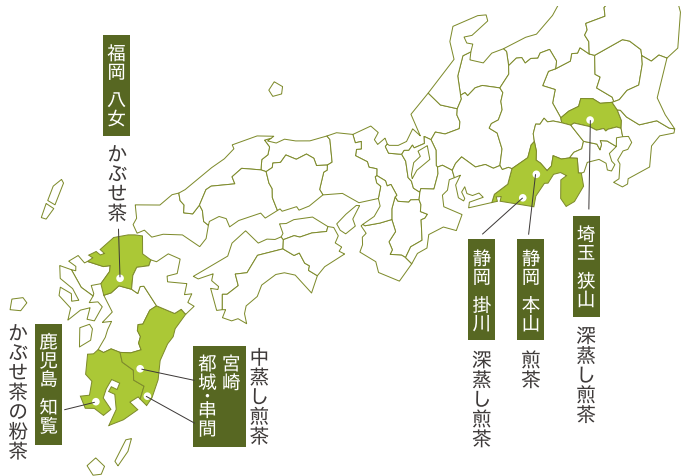 埼玉 狭山
深蒸し煎茶
静岡 本山
煎茶
静岡 掛川
深蒸し煎茶
宮崎
都城・串間
中蒸し煎茶
福岡 八女
かぶせ茶
鹿児島 知覧
かぶせ茶の粉茶